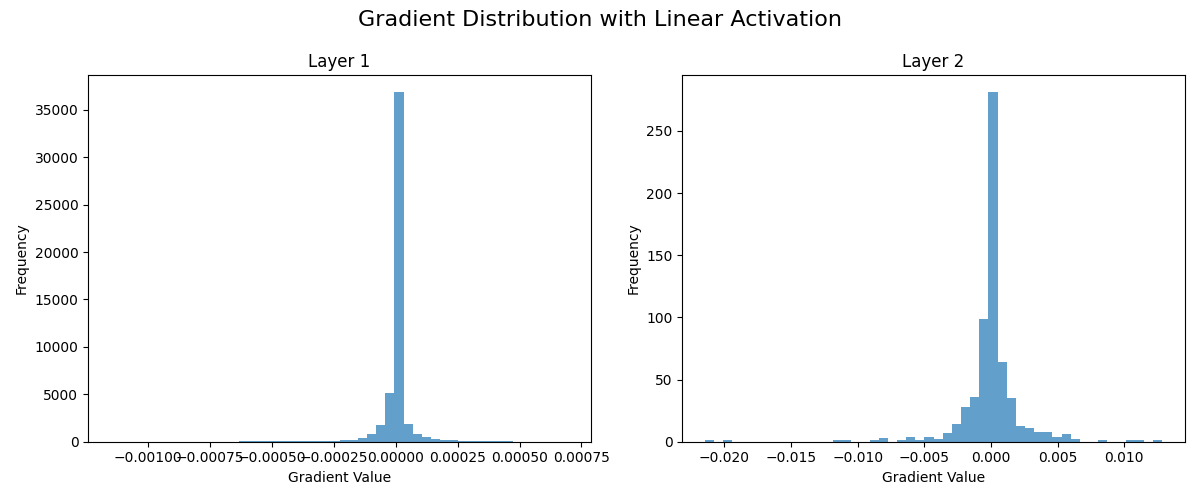 Gradient Distribution with Linear Activation
Layer 1
Frequency
35000
30000
25000
20000
15000
10000
5000
0
−0.00100 −0.00075 −0.00050 −0.00025 0.00000 0.00025 0.00050 0.00075
Gradient Value
Layer 2
Frequency
250
200
150
100
50
0
−0.020 −0.015 −0.010 −0.005 0.000 0.005 0.010
Gradient Value